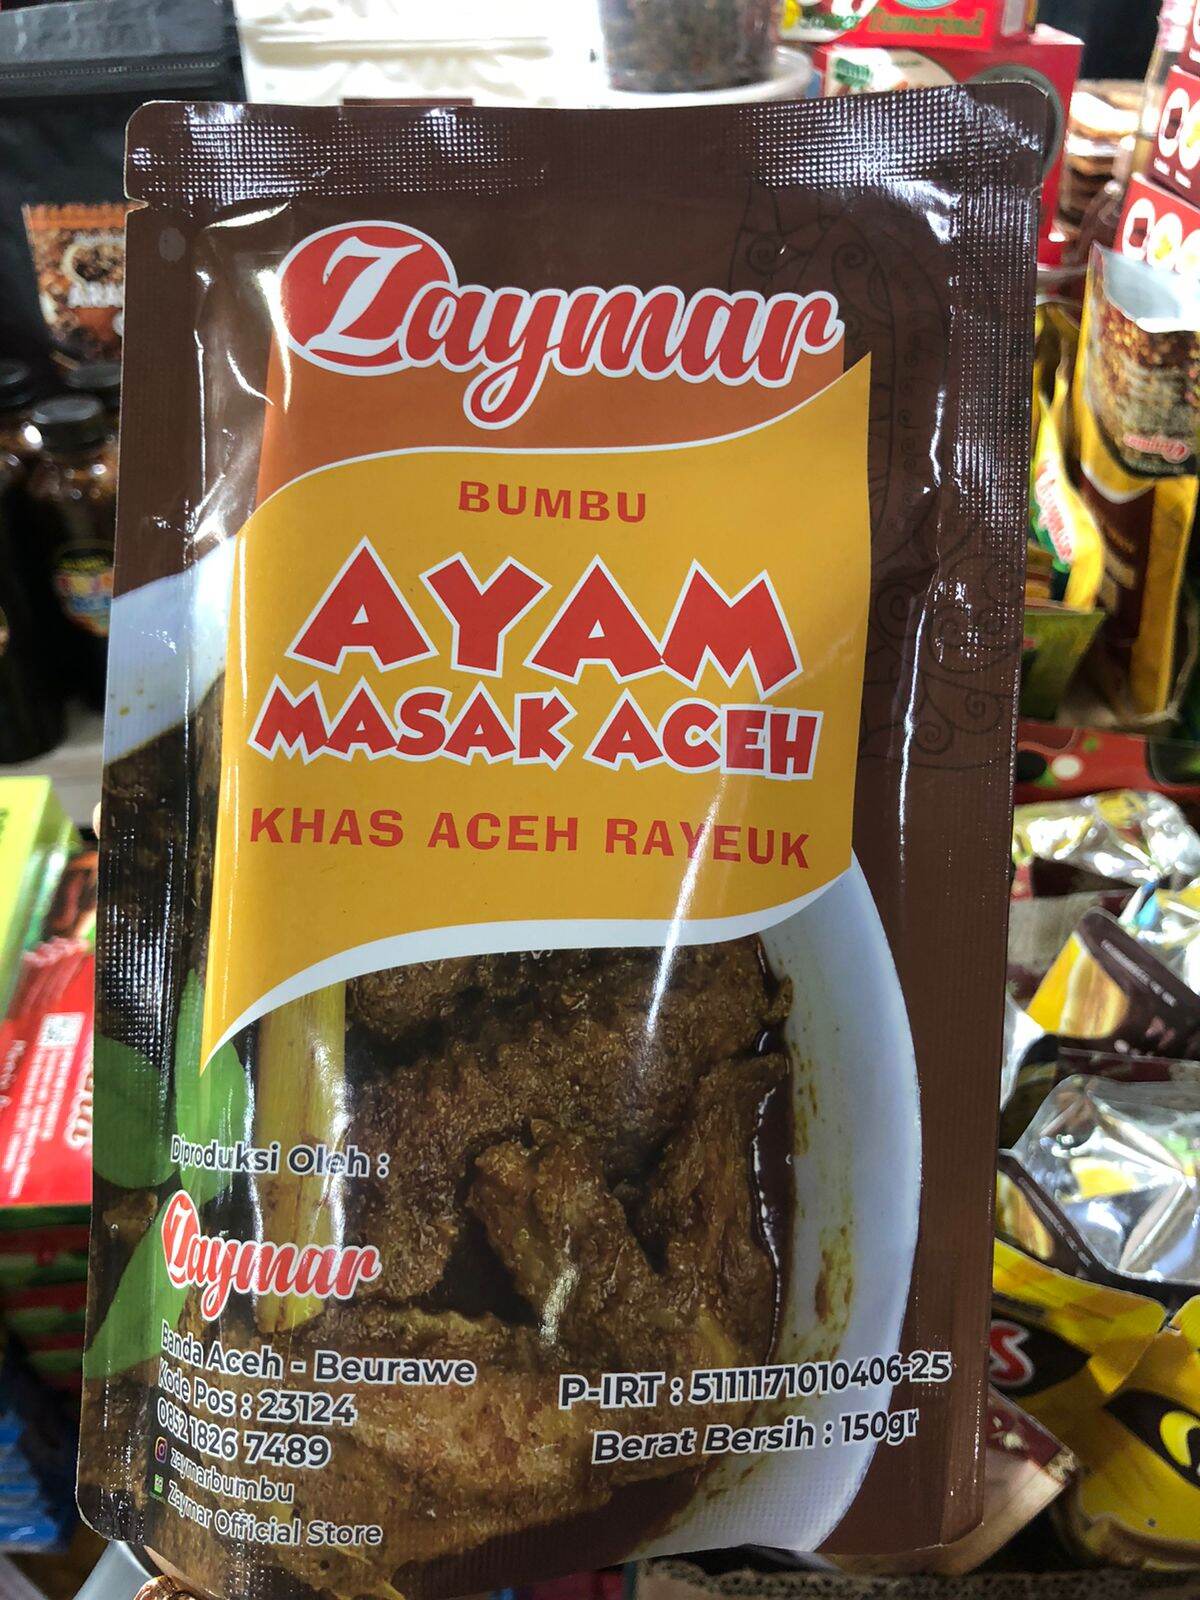 Zaymar
BUMBU
AYAM
MASAK ACEH
KHAS ACEH RAYEUK
Diproduksi Oleh :
Zaymar
Banda Aceh - Beurawe
Kode Pos : 23124
0852 1826 7489
zaymarbumbu
Zaymar Official Store
P-IRT : 5111171010406-25
Berat Bersih : 150gr